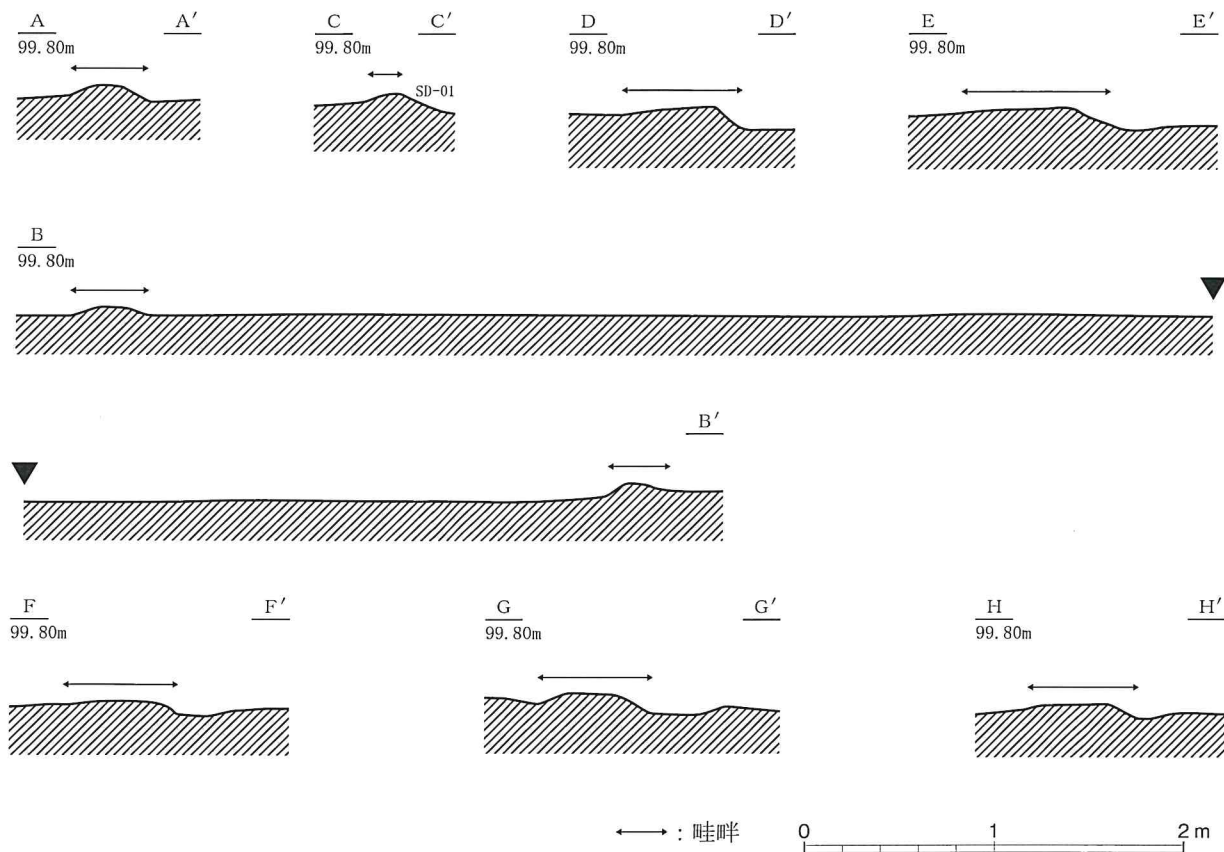 A A′ C C′ D D′ E E′
99.80m 99.80m 99.80m 99.80m
SD-01
B
99.80m
B′
F F′ G G′ H H′
99.80m 99.80m 99.80m
：畦畔 0 1 2 m